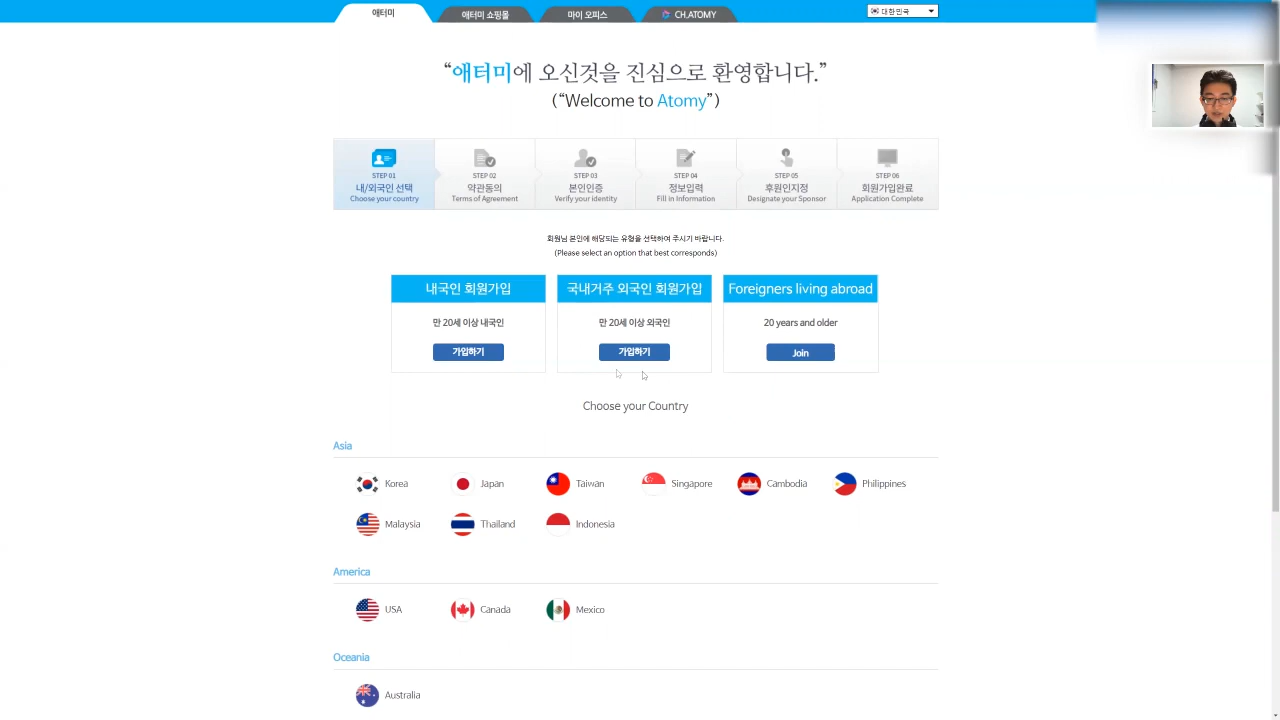 애터미
애터미 쇼핑몰
마이 오피스
CH.ATOMY
대한민국
“애터미에 오신것을 진심으로 환영합니다.”
(“Welcome to Atomy”)
STEP 01
내/외국인 선택
Choose your country
STEP 02
약관동의
Terms of Agreement
STEP 03
본인인증
Verify your identity
STEP 04
정보입력
Fill in Information
STEP 05
후원인지정
Designate your Sponsor
STEP 06
회원가입완료
Application Complete
회원님 본인에 해당되는 유형을 선택하여 주시기 바랍니다.
(Please select an option that best corresponds)
내국인 회원가입
만 20세 이상 내국인
가입하기
국내거주 외국인 회원가입
만 20세 이상 외국인
가입하기
Foreigners living abroad
20 years and older
Join
Choose your Country
Asia
Korea
Japan
Taiwan
Singapore
Cambodia
Philippines
Malaysia
Thailand
Indonesia
America
USA
Canada
Mexico
Oceania
Australia